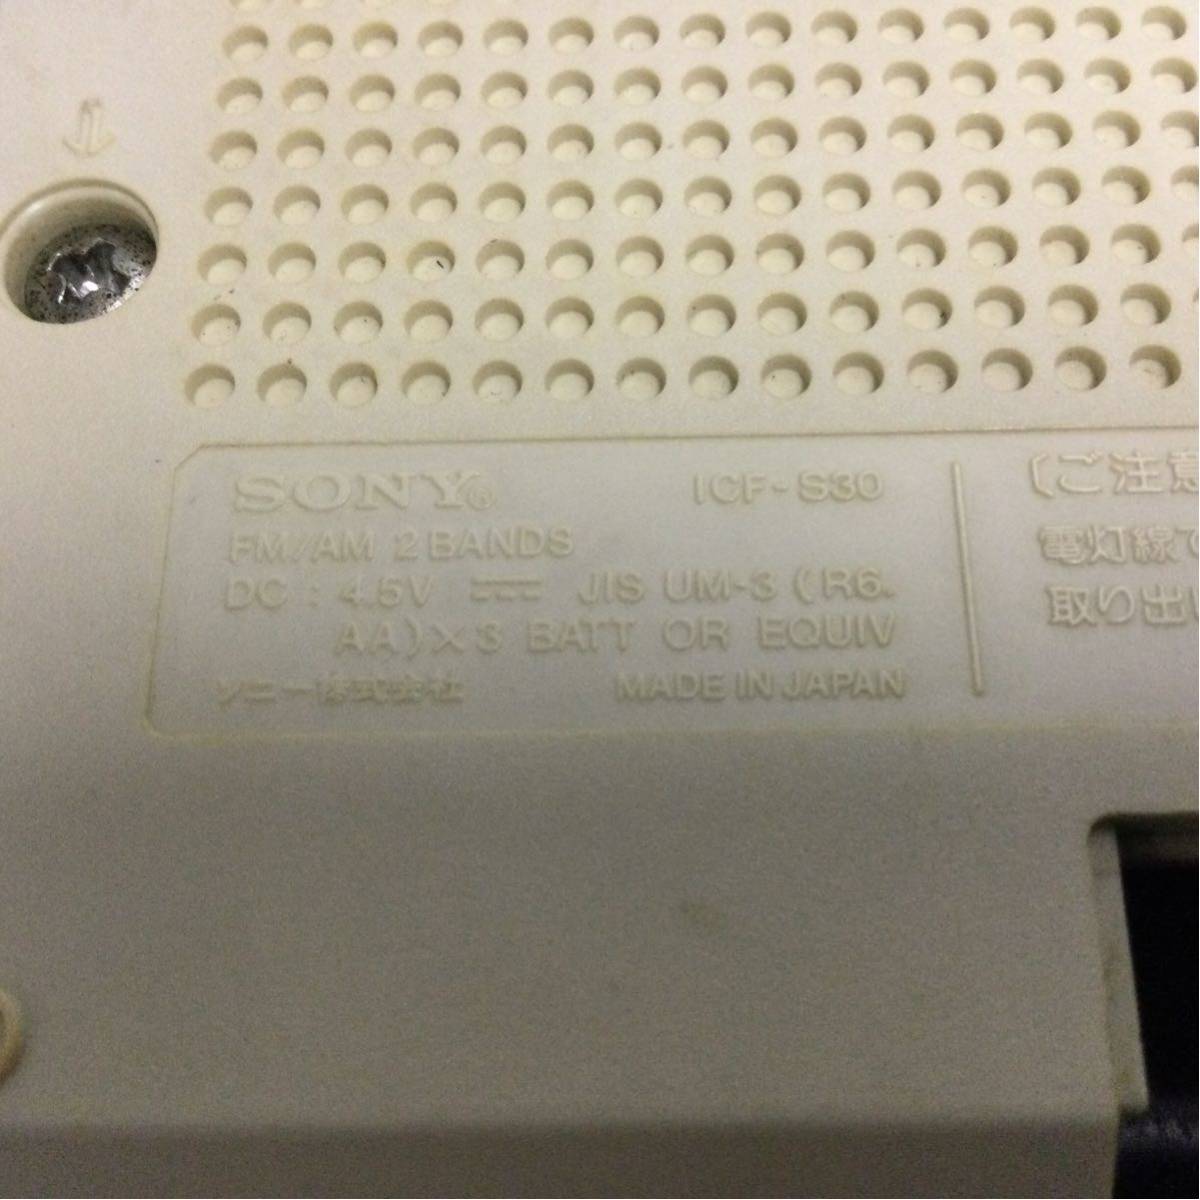 SONY® ICF-S30
FM/AM 2 BANDS
DC : 4.5V ⎓ JIS UM-3 (R6.
AA)×3 BATT OR EQUIV
ソニー株式会社 MADE IN JAPAN
(ご注意
電灯線で
取り出し